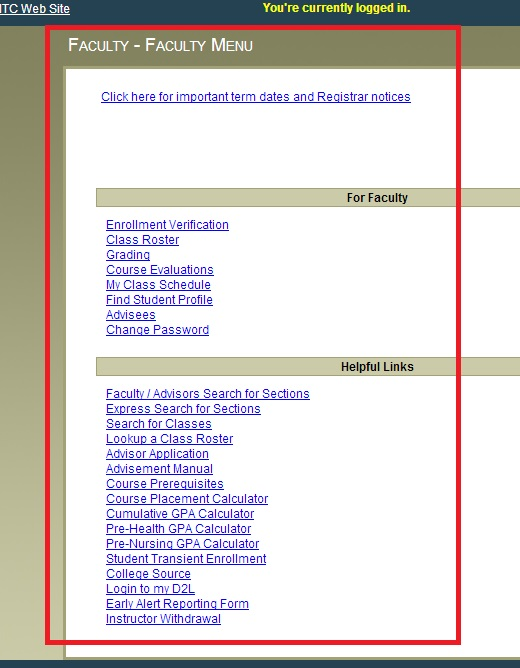 ITC Web Site
You're currently logged in.
Faculty - Faculty Menu
Click here for important term dates and Registrar notices
For Faculty
Enrollment Verification
Class Roster
Grading
Course Evaluations
My Class Schedule
Find Student Profile
Advisees
Change Password
Helpful Links
Faculty / Advisors Search for Sections
Express Search for Sections
Search for Classes
Lookup a Class Roster
Advisor Application
Advisement Manual
Course Prerequisites
Course Placement Calculator
Cumulative GPA Calculator
Pre-Health GPA Calculator
Pre-Nursing GPA Calculator
Student Transient Enrollment
College Source
Login to my D2L
Early Alert Reporting Form
Instructor Withdrawal